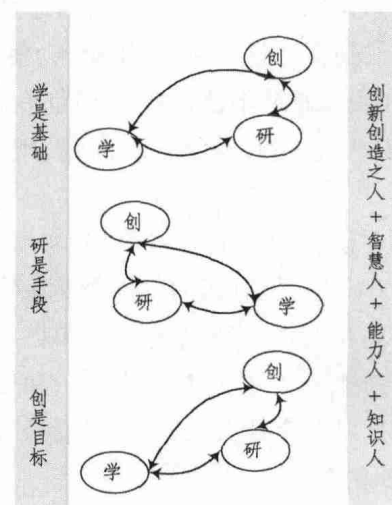 学是基础
研是手段
创是目标
创
研
学
创
研
学
创
研
学
创新创造之人+智慧人+能力人+知识人